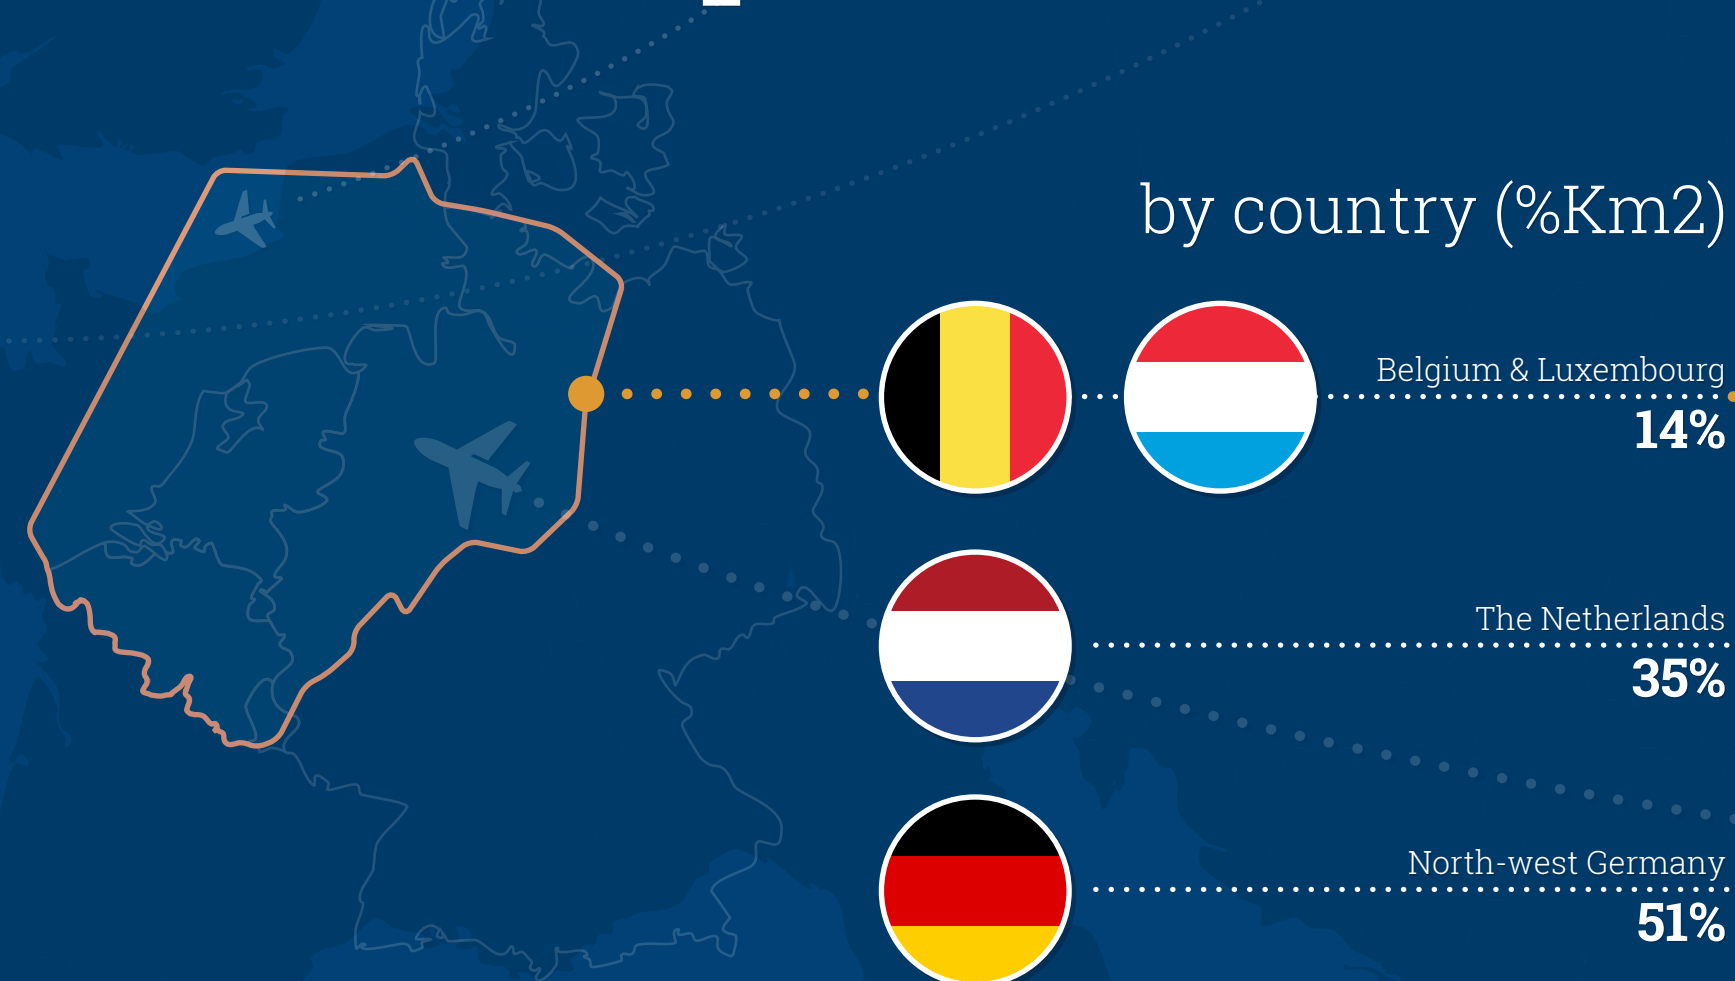 by country (%Km2)
Belgium & Luxembourg
14%
The Netherlands
35%
North-west Germany
51%